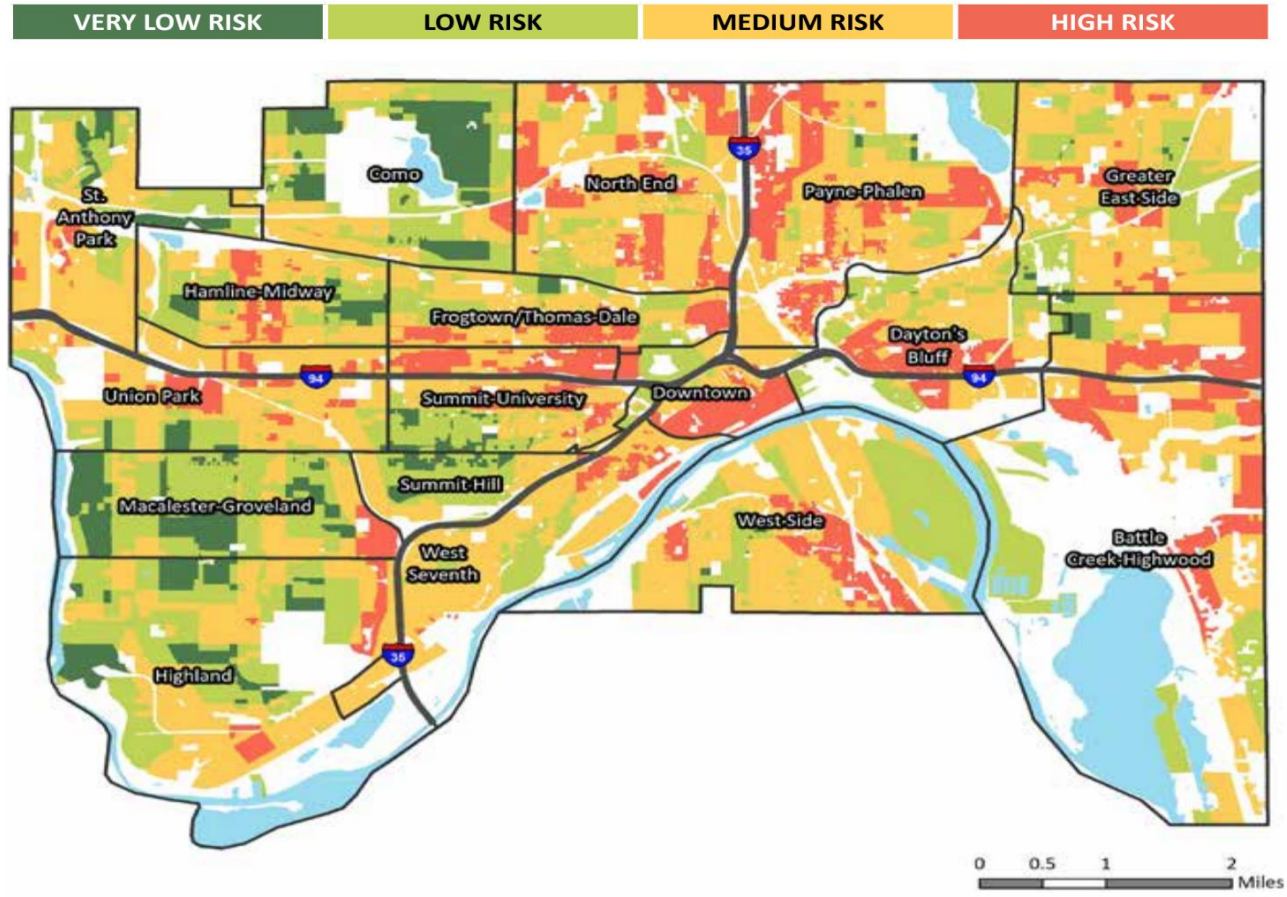 VERY LOW RISK
LOW RISK
MEDIUM RISK
HIGH RISK
35
Como
North End
Payne-Phalen
Greater
East-Side
St.
Anthony
Park
Hamline-Midway
Frogtown/Thomas-Dale
Dayton's
Bluff
94
94
Union Park
Summit-University
Downtown
Summit-Hill
Macalester-Groveland
West-Side
West
Seventh
Battle
Creek-Highwood
35
Highland
0 0.5 1 2
Miles